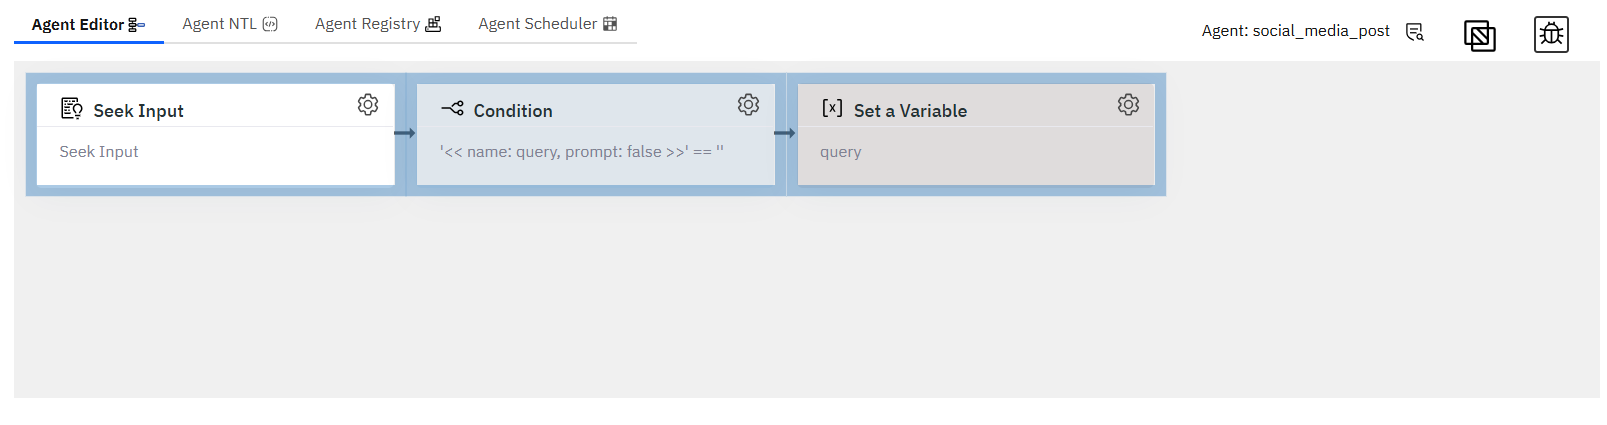 Agent Editor
Agent NTL
Agent Registry
Agent Scheduler
Agent: social_media_post
Seek Input
Seek Input
Condition
'<< name: query, prompt: false >>' == ''
[x] Set a Variable
query